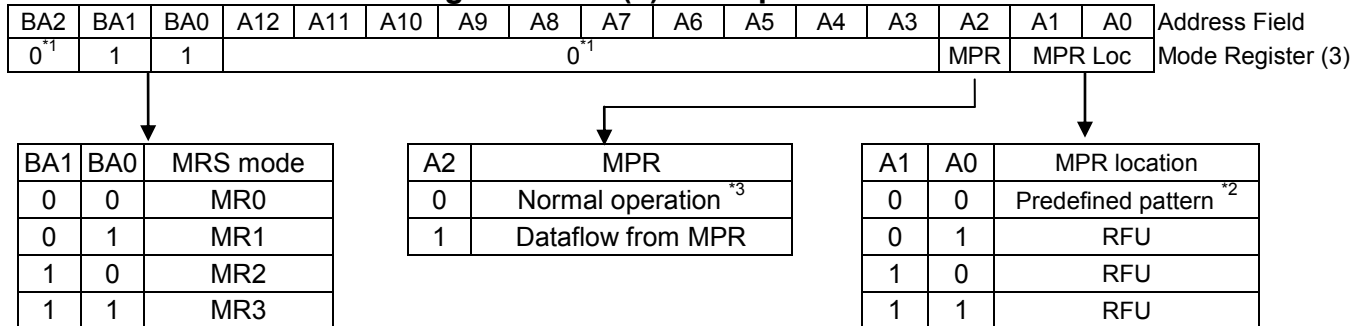 BA2 BA1 BA0 A12 A11 A10 A9 A8 A7 A6 A5 A4 A3 A2 A1 A0 Address Field
0*1 1 1 0*1 MPR MPR Loc Mode Register (3)
BA1 BA0 MRS mode
0 0 MR0
0 1 MR1
1 0 MR2
1 1 MR3
A2 MPR
0 Normal operation *3
1 Dataflow from MPR
A1 A0 MPR location
0 0 Predefined pattern *2
0 1 RFU
1 0 RFU
1 1 RFU